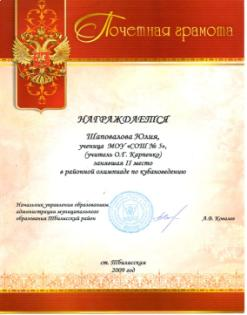 Почетная грамота
НАГРАЖДАЕТСЯ
Шаповалова Юлия,
ученица МОУ «СОШ № 5»,
(учитель О.Г. Карпенко)
занявшая II место
в районной олимпиаде по кубановедению
Начальник управления образованием
администрации муниципального
образования Тбилисский район
А.В. Ковалев
ст. Тбилисская
2009 год